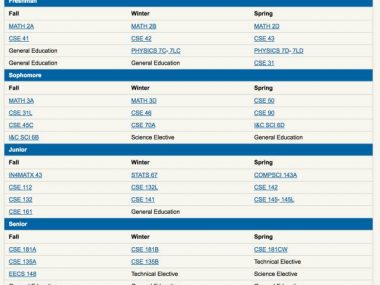 Freshman
Fall Winter Spring
MATH 2A MATH 2B MATH 2D
CSE 41 CSE 42 CSE 43
General Education PHYSICS 7C- 7LC PHYSICS 7D- 7LD
General Education General Education CSE 31
Sophomore
Fall Winter Spring
MATH 3A MATH 3D CSE 50
CSE 31L CSE 46 CSE 90
CSE 45C CSE 70A I&C SCI 6D
I&C SCI 6B Science Elective General Education
Junior
Fall Winter Spring
IN4MATX 43 STATS 67 COMPSCI 143A
CSE 112 CSE 132L CSE 142
CSE 132 CSE 141 CSE 145- 145L
CSE 161 General Education
Senior
Fall Winter Spring
CSE 181A CSE 181B CSE 181CW
CSE 135A CSE 135B Technical Elective
EECS 148 Technical Elective Science Elective